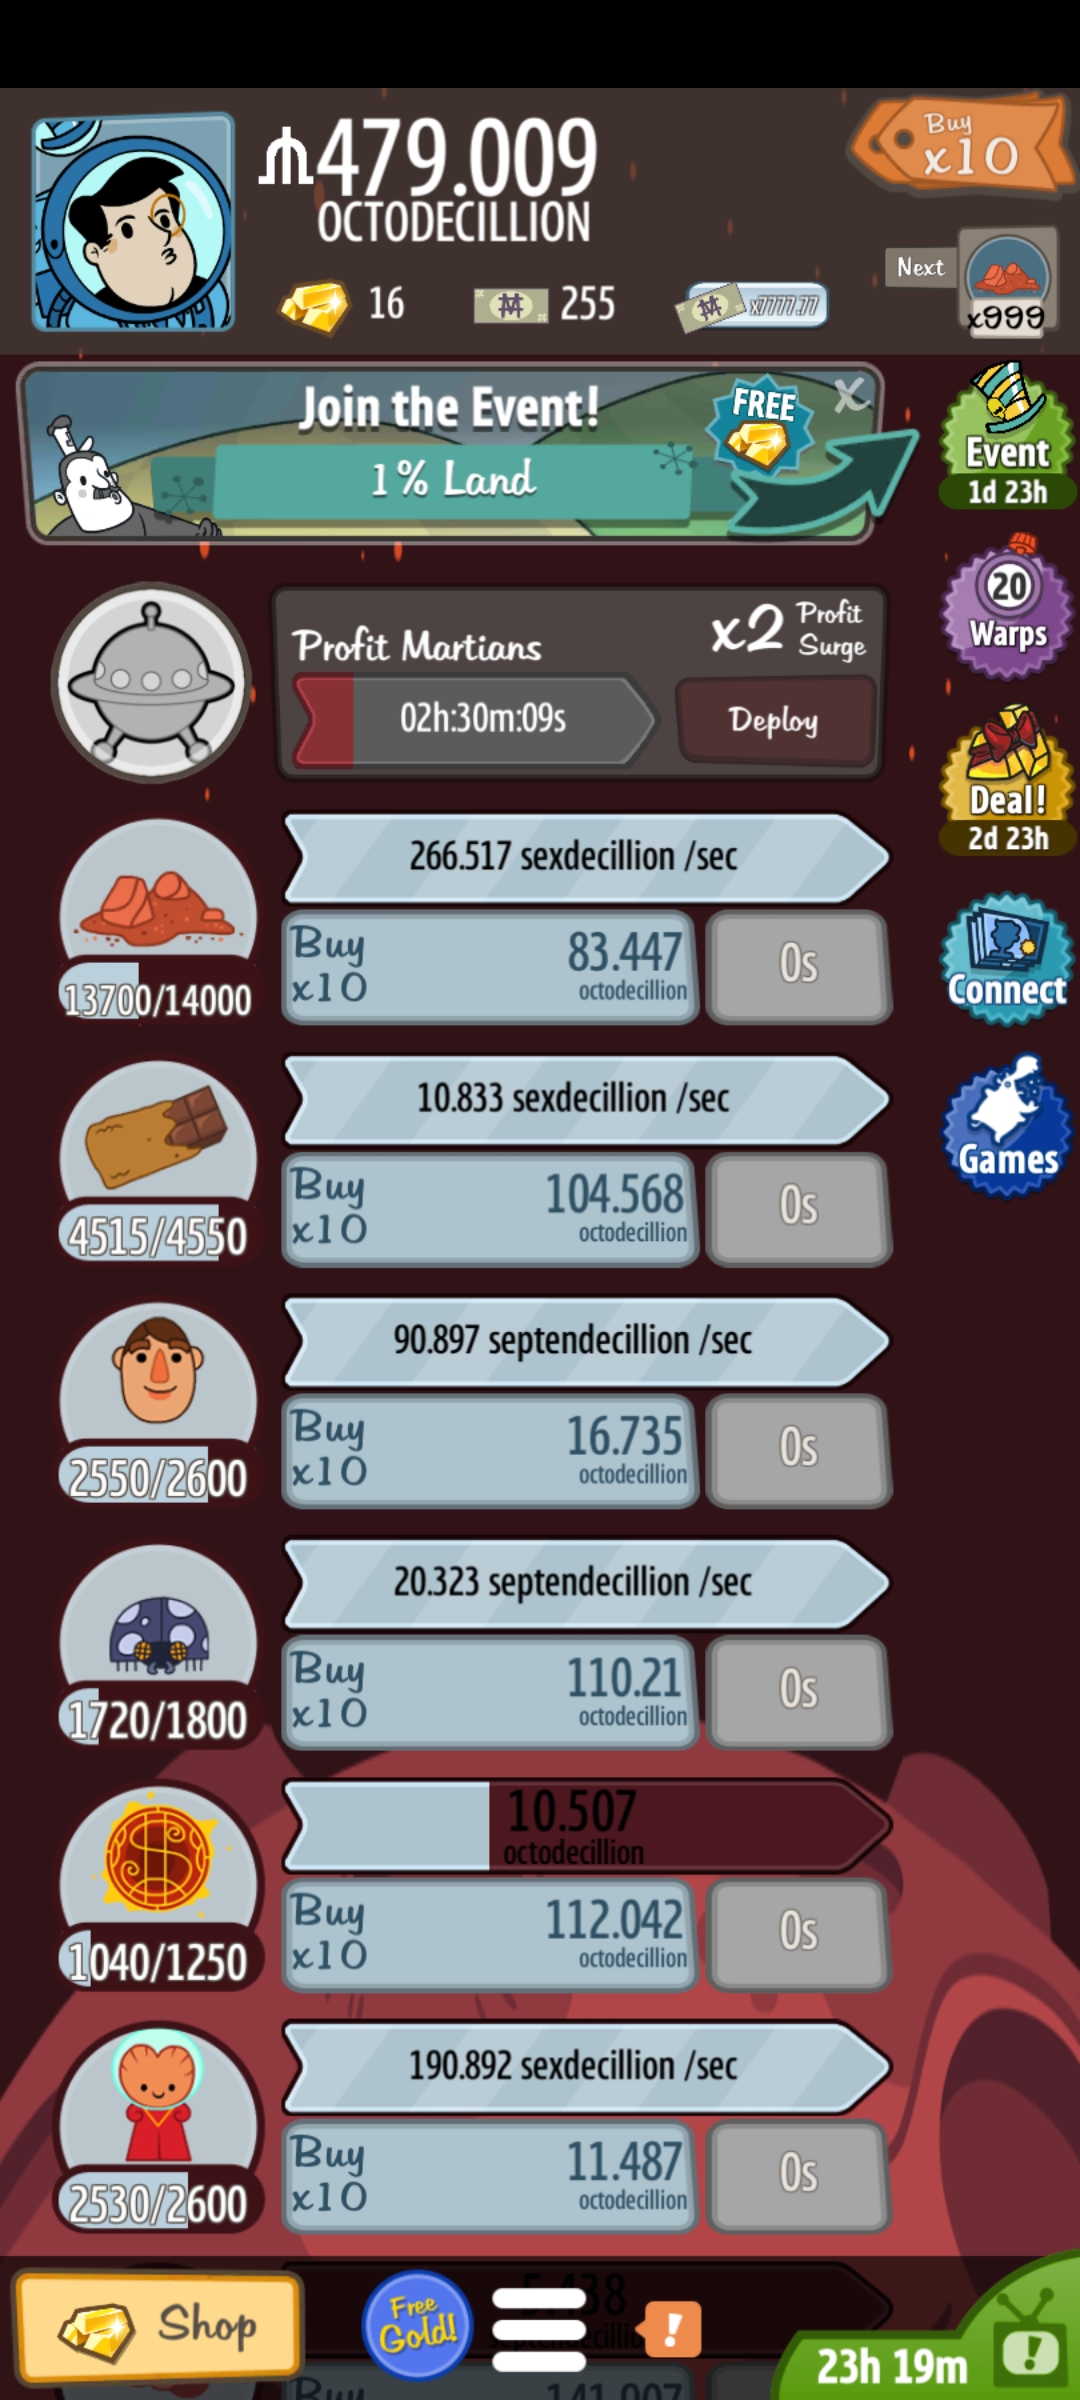 479.009
OCTODECILLION
Buy
x10
16
255
x7777.77
Next
x999
Join the Event!
FREE
X
1% Land
Event
1d 23h
20
Warps
Profit Martians
x2 Profit Surge
02h:30m:09s
Deploy
Deal!
2d 23h
266.517 sexdecillion /sec
Buy
x10
83.447
octodecillion
0s
13700/14000
Connect
10.833 sexdecillion /sec
Buy
x10
104.568
octodecillion
0s
4515/4550
Games
90.897 septendecillion /sec
Buy
x10
16.735
octodecillion
0s
2550/2600
20.323 septendecillion /sec
Buy
x10
110.21
octodecillion
0s
1720/1800
10.507
octodecillion
Buy
x10
112.042
octodecillion
0s
1040/1250
190.892 sexdecillion /sec
Buy
x10
11.487
octodecillion
0s
2530/2600
Shop
Free
Gold!
!
23h 19m
!
Buy
141.007